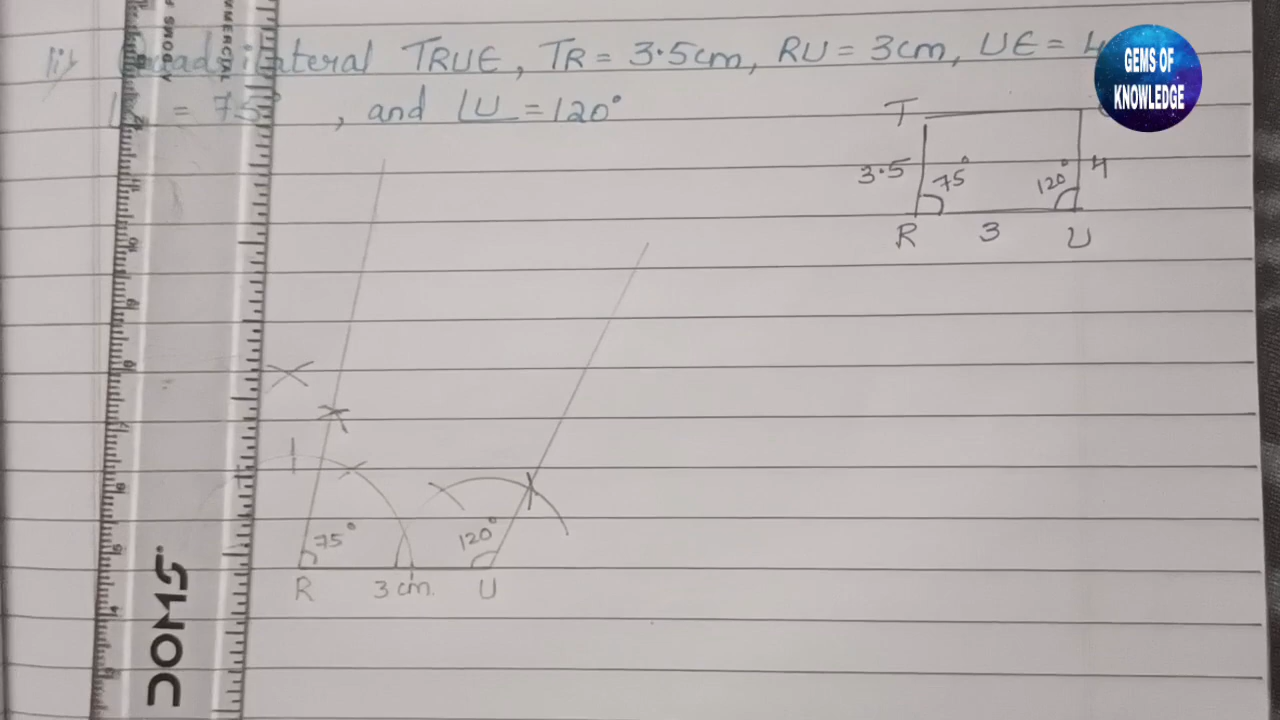 ii) Quadrilateral TRUE, TR = 3.5cm, RU = 3cm, UE = 4
= 75° , and ∠U = 120°
GEMS OF
KNOWLEDGE
T
3.5 75° 120° 4
R 3 U
75° 120°
R 3 cm. U
DOMS